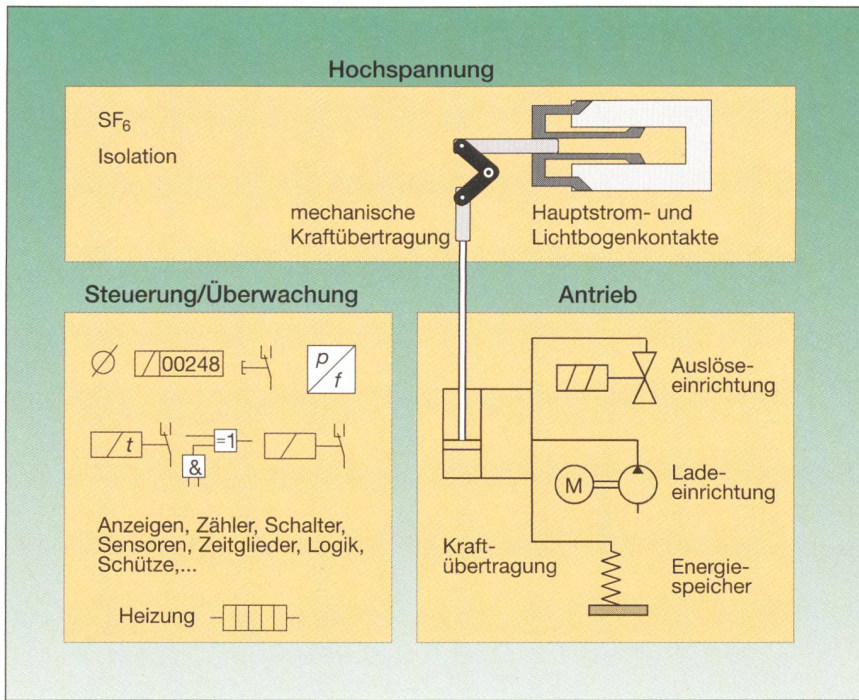 Hochspannung
SF₆
Isolation
mechanische
Kraftübertragung
Hauptstrom- und
Lichtbogenkontakte
Steuerung/Überwachung
00248
p/f
t
=1
&
Anzeigen, Zähler, Schalter,
Sensoren, Zeitglieder, Logik,
Schütze,...
Heizung
Antrieb
Auslöse-
einrichtung
M
Lade-
einrichtung
Kraft-
übertragung
Energie-
speicher